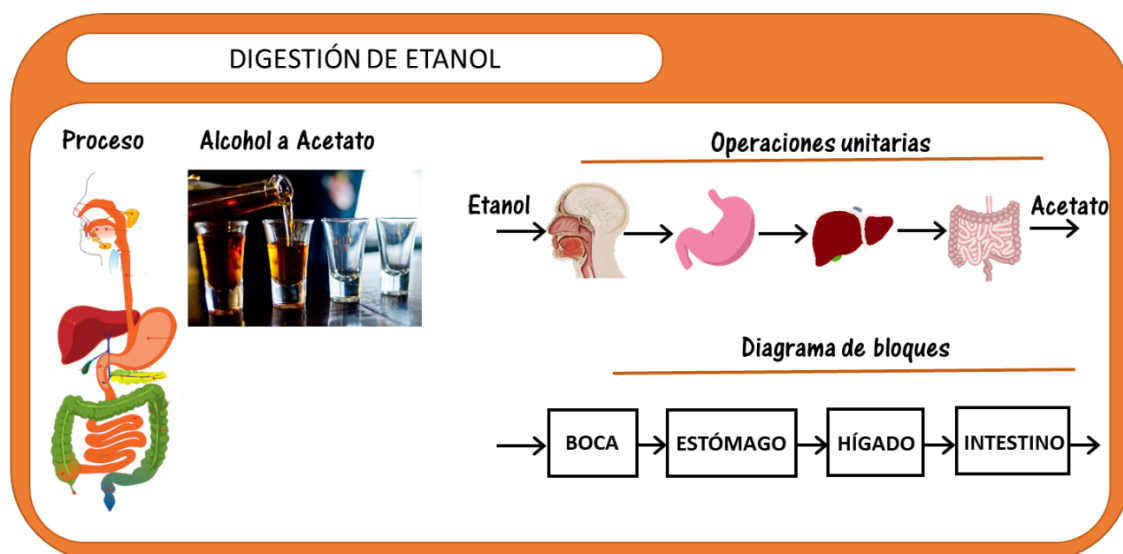 DIGESTIÓN DE ETANOL
Proceso
Alcohol a Acetato
Operaciones unitarias
Etanol
Acetato
Diagrama de bloques
BOCA
ESTÓMAGO
HÍGADO
INTESTINO